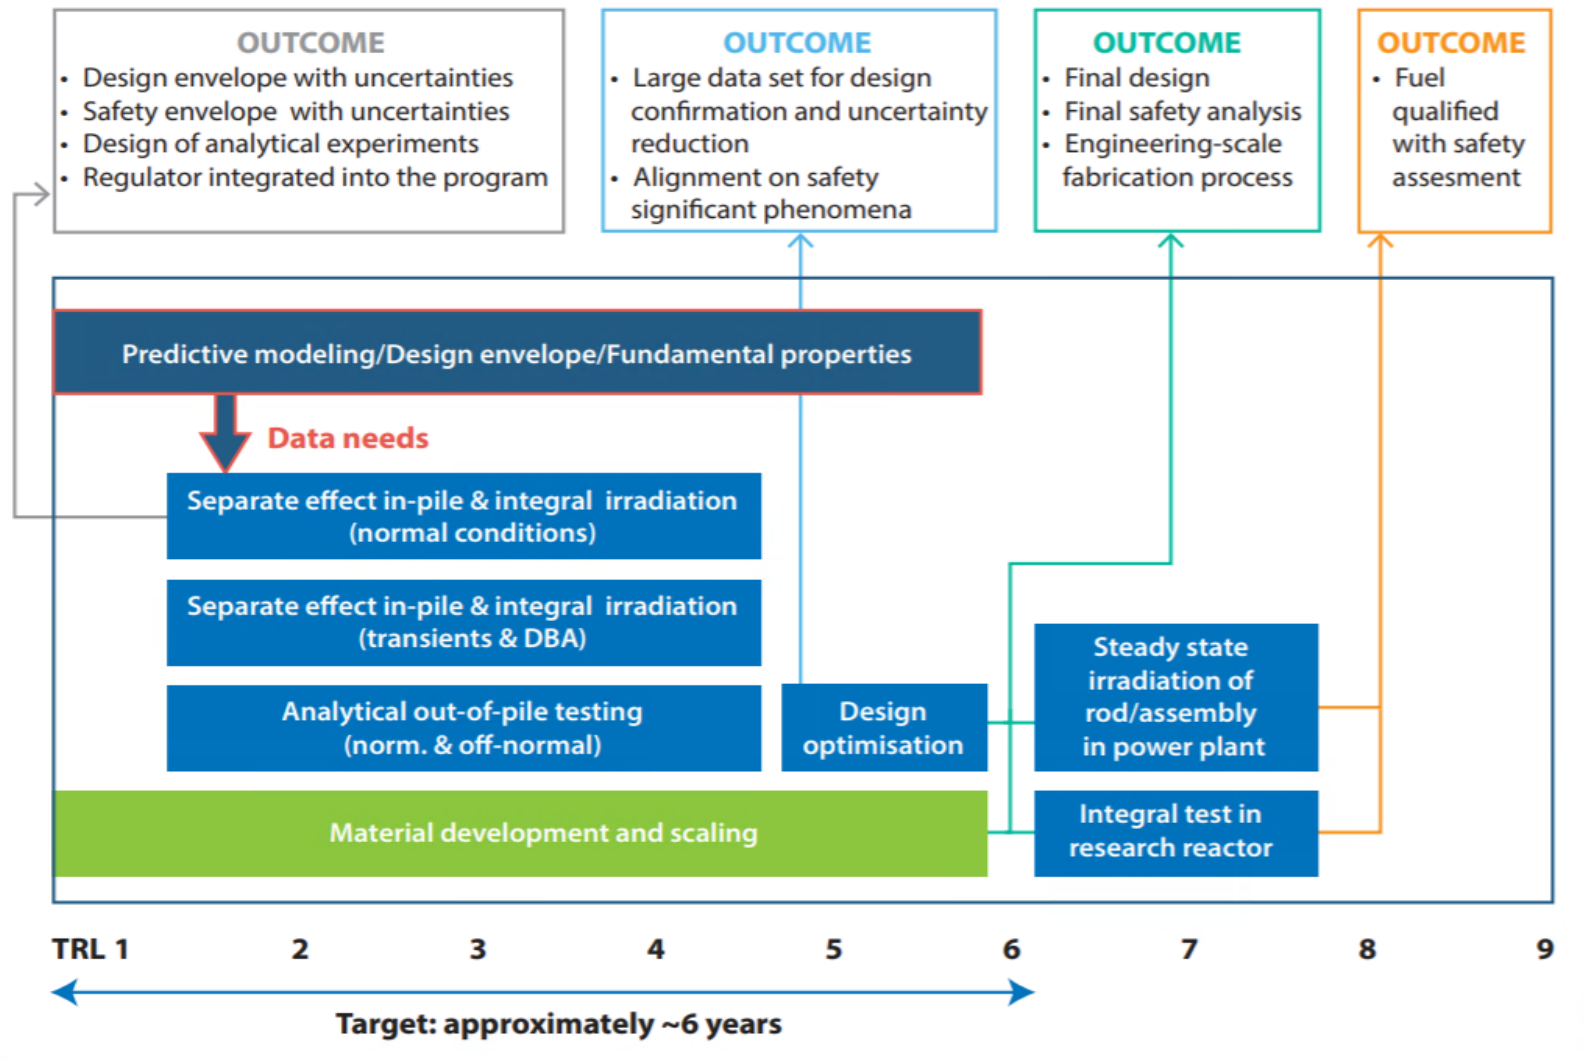 OUTCOME
• Design envelope with uncertainties
• Safety envelope with uncertainties
• Design of analytical experiments
• Regulator integrated into the program
OUTCOME
• Large data set for design
confirmation and uncertainty
reduction
• Alignment on safety
significant phenomena
OUTCOME
• Final design
• Final safety analysis
• Engineering-scale
fabrication process
OUTCOME
• Fuel
qualified
with safety
assesment
Predictive modeling/Design envelope/Fundamental properties
Data needs
Separate effect in-pile & integral irradiation
(normal conditions)
Separate effect in-pile & integral irradiation
(transients & DBA)
Analytical out-of-pile testing
(norm. & off-normal)
Design
optimisation
Steady state
irradiation of
rod/assembly
in power plant
Material development and scaling
Integral test in
research reactor
TRL 1 2 3 4 5 6 7 8 9
Target: approximately ~6 years